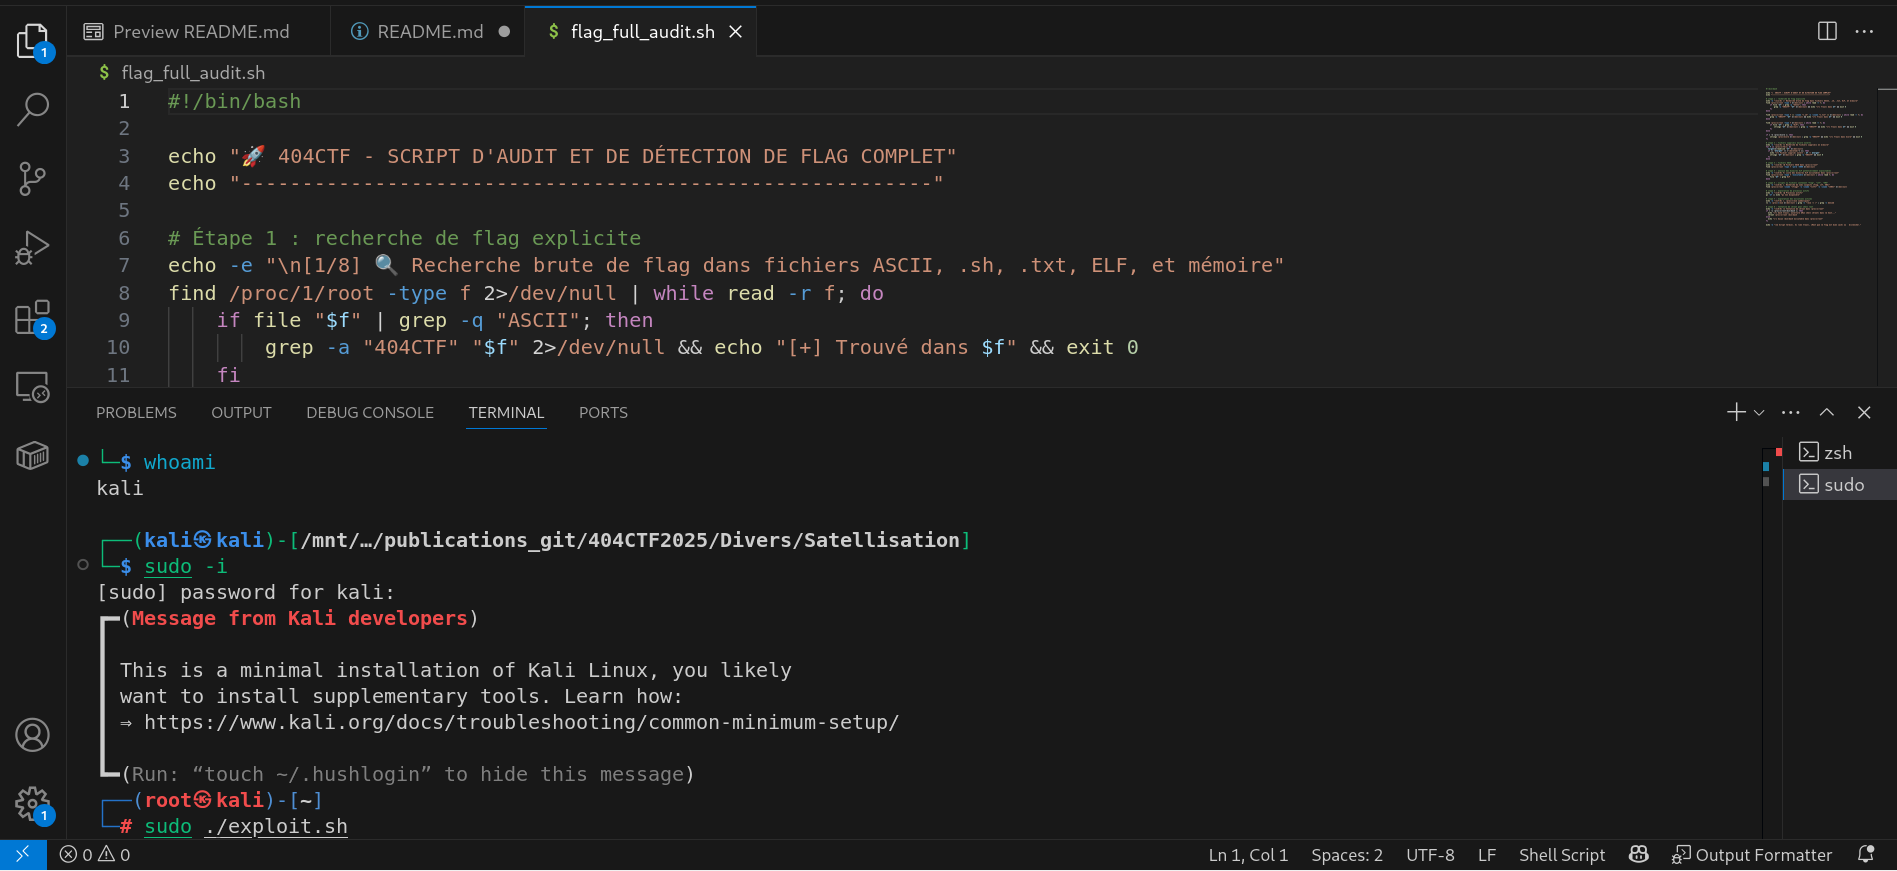 Preview README.md
README.md
$ flag_full_audit.sh
$ flag_full_audit.sh
1 #!/bin/bash
2
3 echo "🚀 404CTF - SCRIPT D'AUDIT ET DE DÉTECTION DE FLAG COMPLET"
4 echo "---------------------------------------------------------"
5
6 # Étape 1 : recherche de flag explicite
7 echo -e "\n[1/8] 🔍 Recherche brute de flag dans fichiers ASCII, .sh, .txt, ELF, et mémoire"
8 find /proc/1/root -type f 2>/dev/null | while read -r f; do
9 if file "$f" | grep -q "ASCII"; then
10 grep -a "404CTF" "$f" 2>/dev/null && echo "[+] Trouvé dans $f" && exit 0
11 fi
PROBLEMS OUTPUT DEBUG CONSOLE TERMINAL PORTS
zsh
sudo
└─$ whoami
kali
┌──(kali㉿kali)-[/mnt/…/publications_git/404CTF2025/Divers/Satellisation]
└─$ sudo -i
[sudo] password for kali:
┏━(Message from Kali developers)
┃ This is a minimal installation of Kali Linux, you likely
┃ want to install supplementary tools. Learn how:
┃ ⇒ https://www.kali.org/docs/troubleshooting/common-minimum-setup/
┗━(Run: “touch ~/.hushlogin” to hide this message)
┌──(root㉿kali)-[~]
└─# sudo ./exploit.sh
1
2
1
0 0
Ln 1, Col 1 Spaces: 2 UTF-8 LF Shell Script Output Formatter